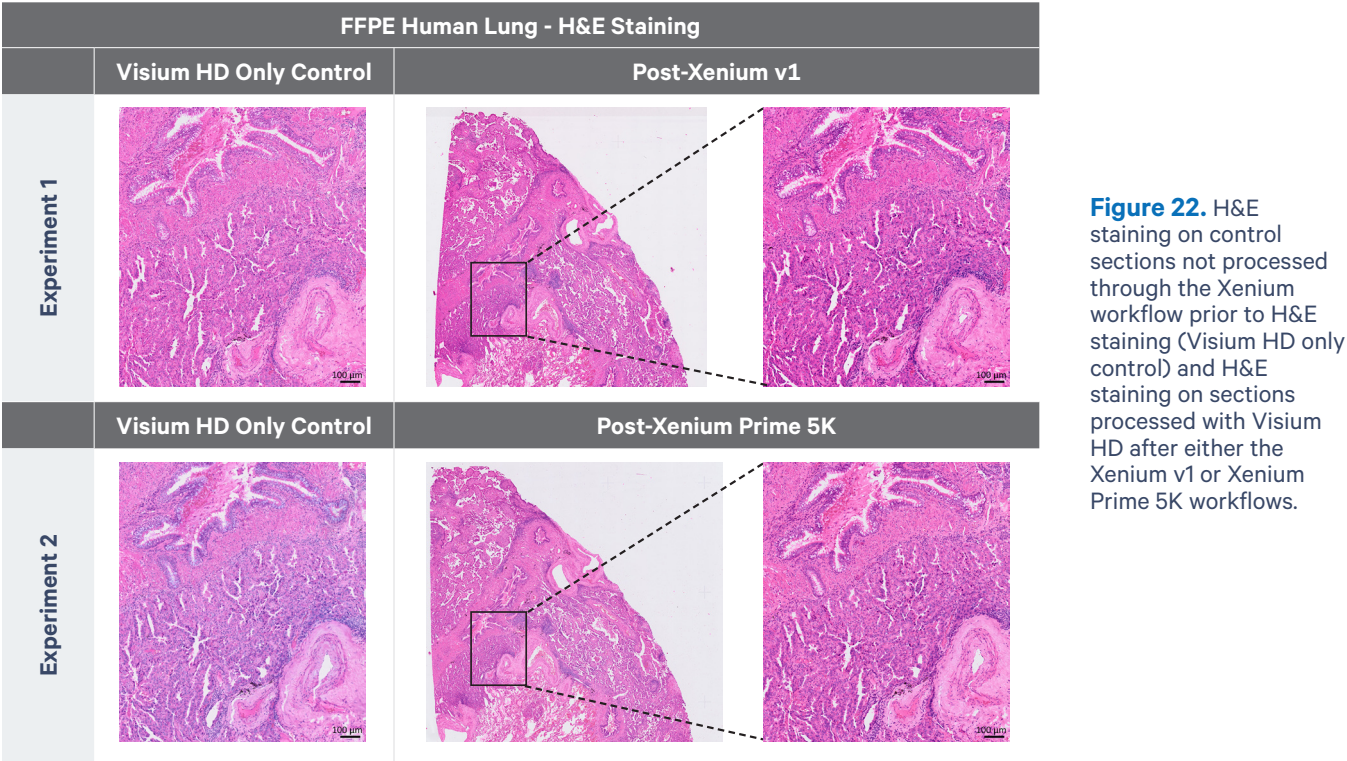 FFPE Human Lung - H&E Staining
Visium HD Only Control
Post-Xenium v1
Experiment 1
100 µm
100 µm
Visium HD Only Control
Post-Xenium Prime 5K
Experiment 2
100 µm
100 µm
Figure 22. H&E
staining on control
sections not processed
through the Xenium
workflow prior to H&E
staining (Visium HD only
control) and H&E
staining on sections
processed with Visium
HD after either the
Xenium v1 or Xenium
Prime 5K workflows.